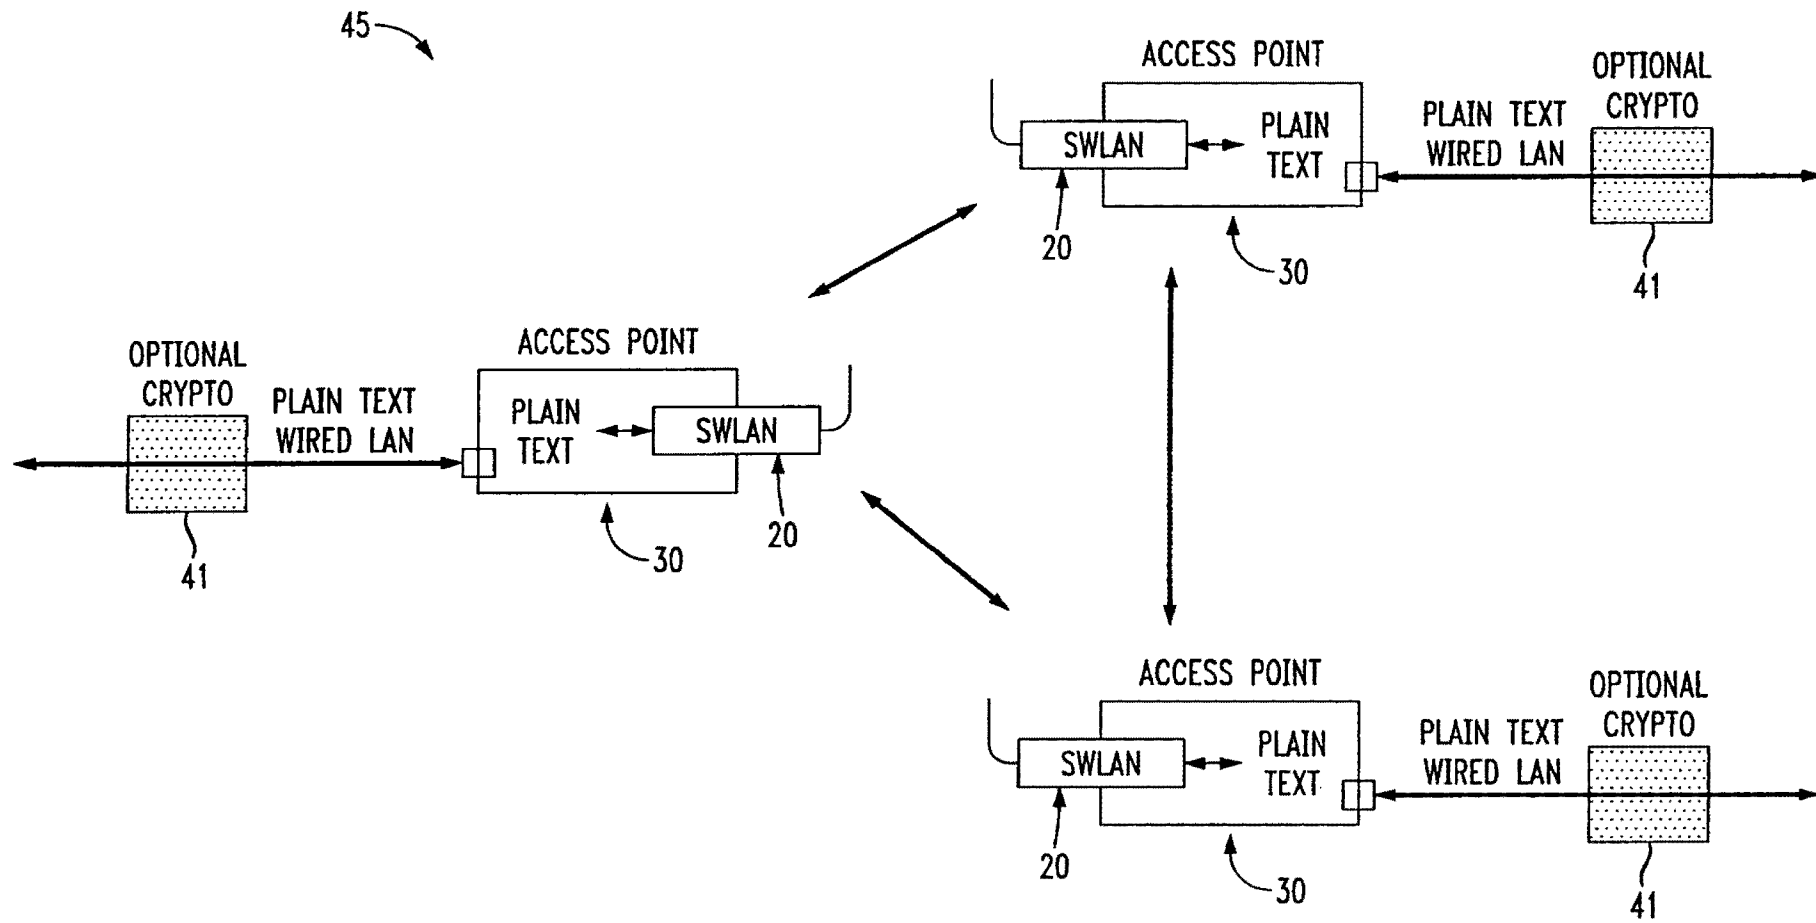 45
ACCESS POINT
OPTIONAL
CRYPTO
PLAIN TEXT
WIRED LAN
SWLAN
PLAIN
TEXT
20
30
41
ACCESS POINT
OPTIONAL
CRYPTO
PLAIN TEXT
WIRED LAN
PLAIN
TEXT
SWLAN
20
30
41
ACCESS POINT
OPTIONAL
CRYPTO
PLAIN TEXT
WIRED LAN
SWLAN
PLAIN
TEXT
20
30
41